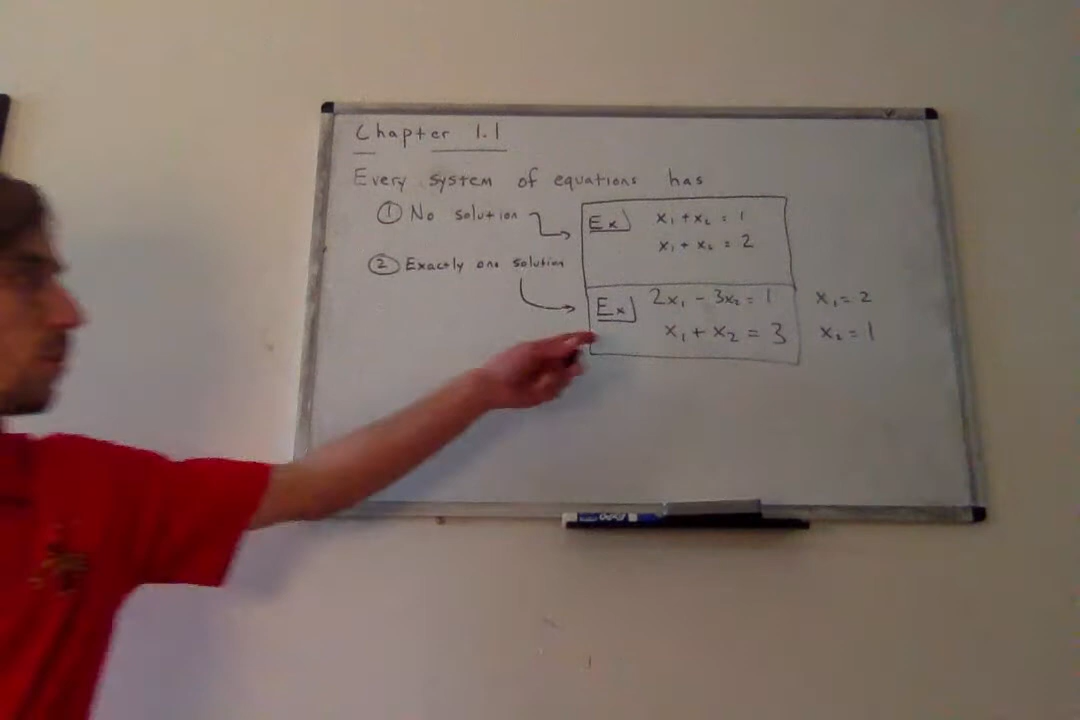 Chapter 1.1
Every system of equations has
① No solution
Ex x₁ + x₂ = 1
x₁ + x₂ = 2
② Exactly one solution
Ex 2x₁ - 3x₂ = 1 x₁ = 2
x₁ + x₂ = 3 x₂ = 1
EXPO